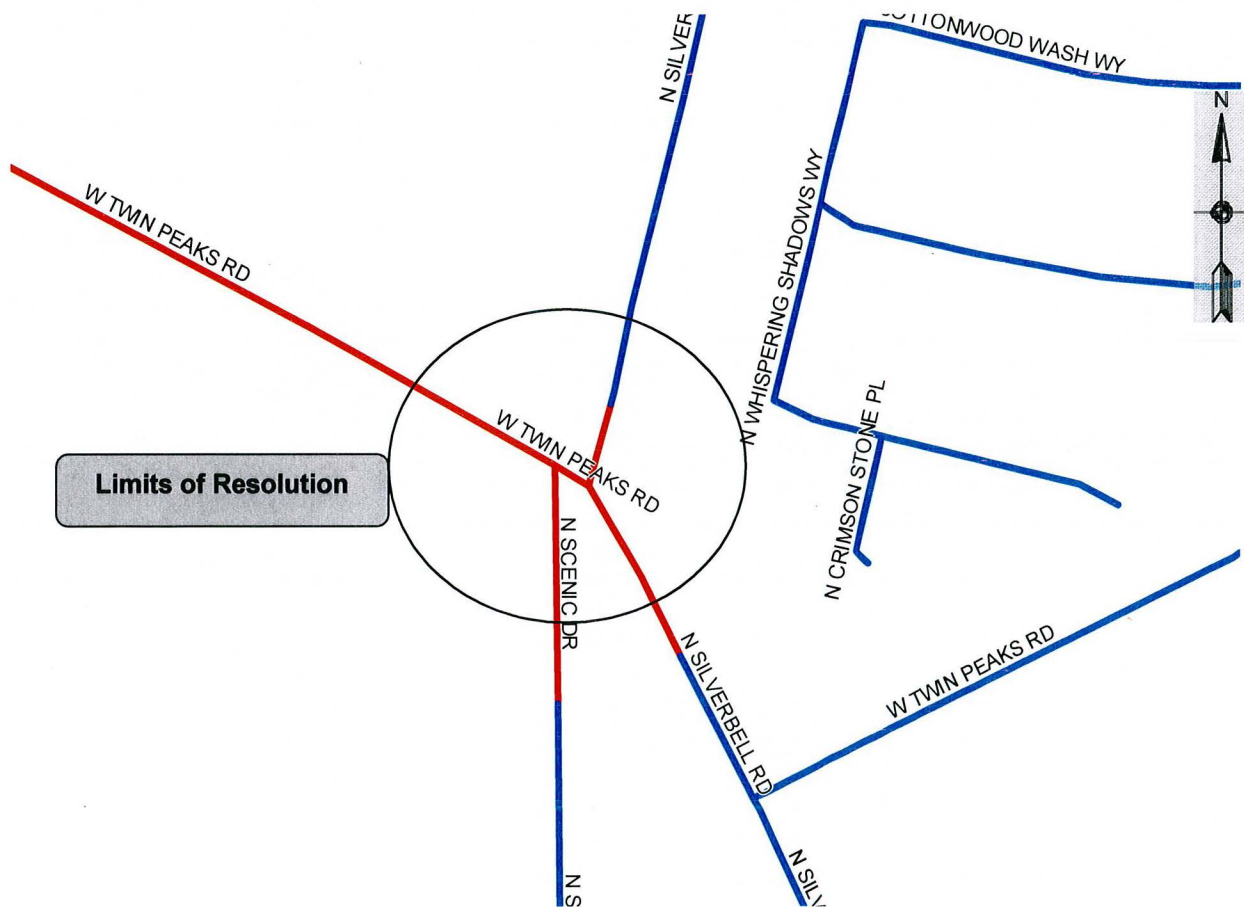 N SILVER
OTTONWOOD WASH WY
N
W TWIN PEAKS RD
N WHISPERING SHADOWS WY
W TWIN PEAKS RD
N CRIMSON STONE PL
Limits of Resolution
N SCENIC DR
N SILVERBELL RD
W TWIN PEAKS RD
N S
N SILV